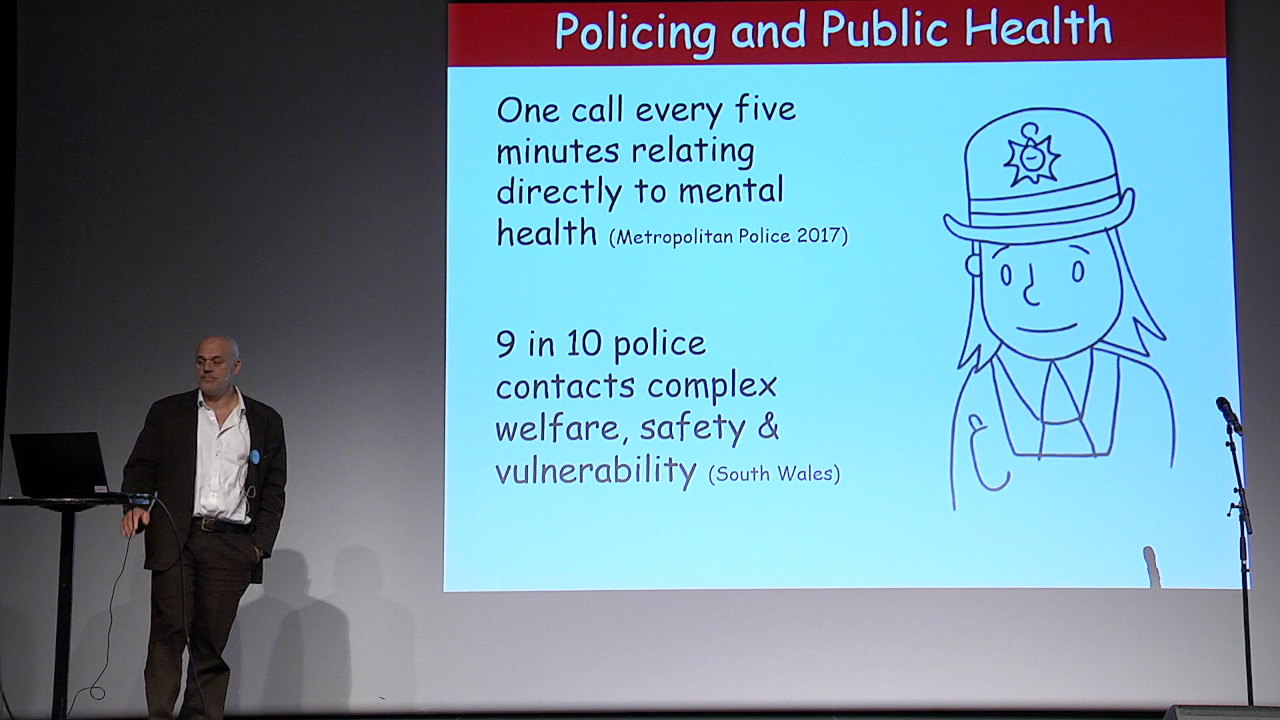 Policing and Public Health
One call every five
minutes relating
directly to mental
health (Metropolitan Police 2017)
9 in 10 police
contacts complex
welfare, safety &
vulnerability (South Wales)